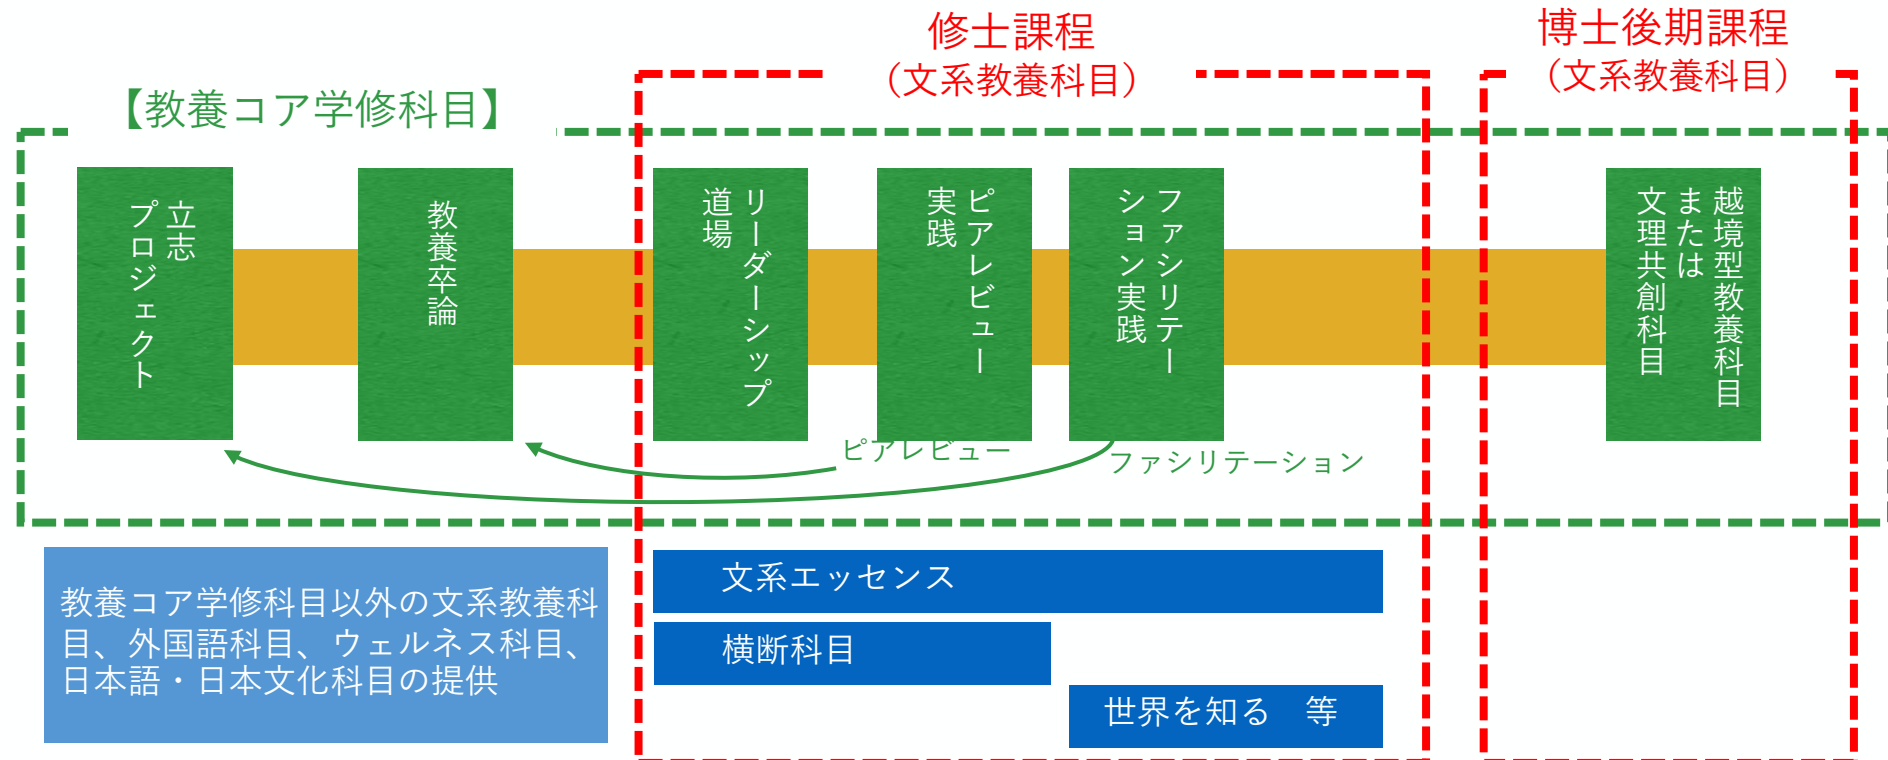 修士課程
（文系教養科目）
博士後期課程
（文系教養科目）
【教養コア学修科目】
立志
プロジェクト
教養卒論
リーダーシップ
道場
ピアレビュー
実践
ファシリテー
ション実践
越境型教養科目
または
文理共創科目
ピアレビュー
ファシリテーション
教養コア学修科目以外の文系教養科
目、外国語科目、ウェルネス科目、
日本語・日本文化科目の提供
文系エッセンス
横断科目
世界を知る　等